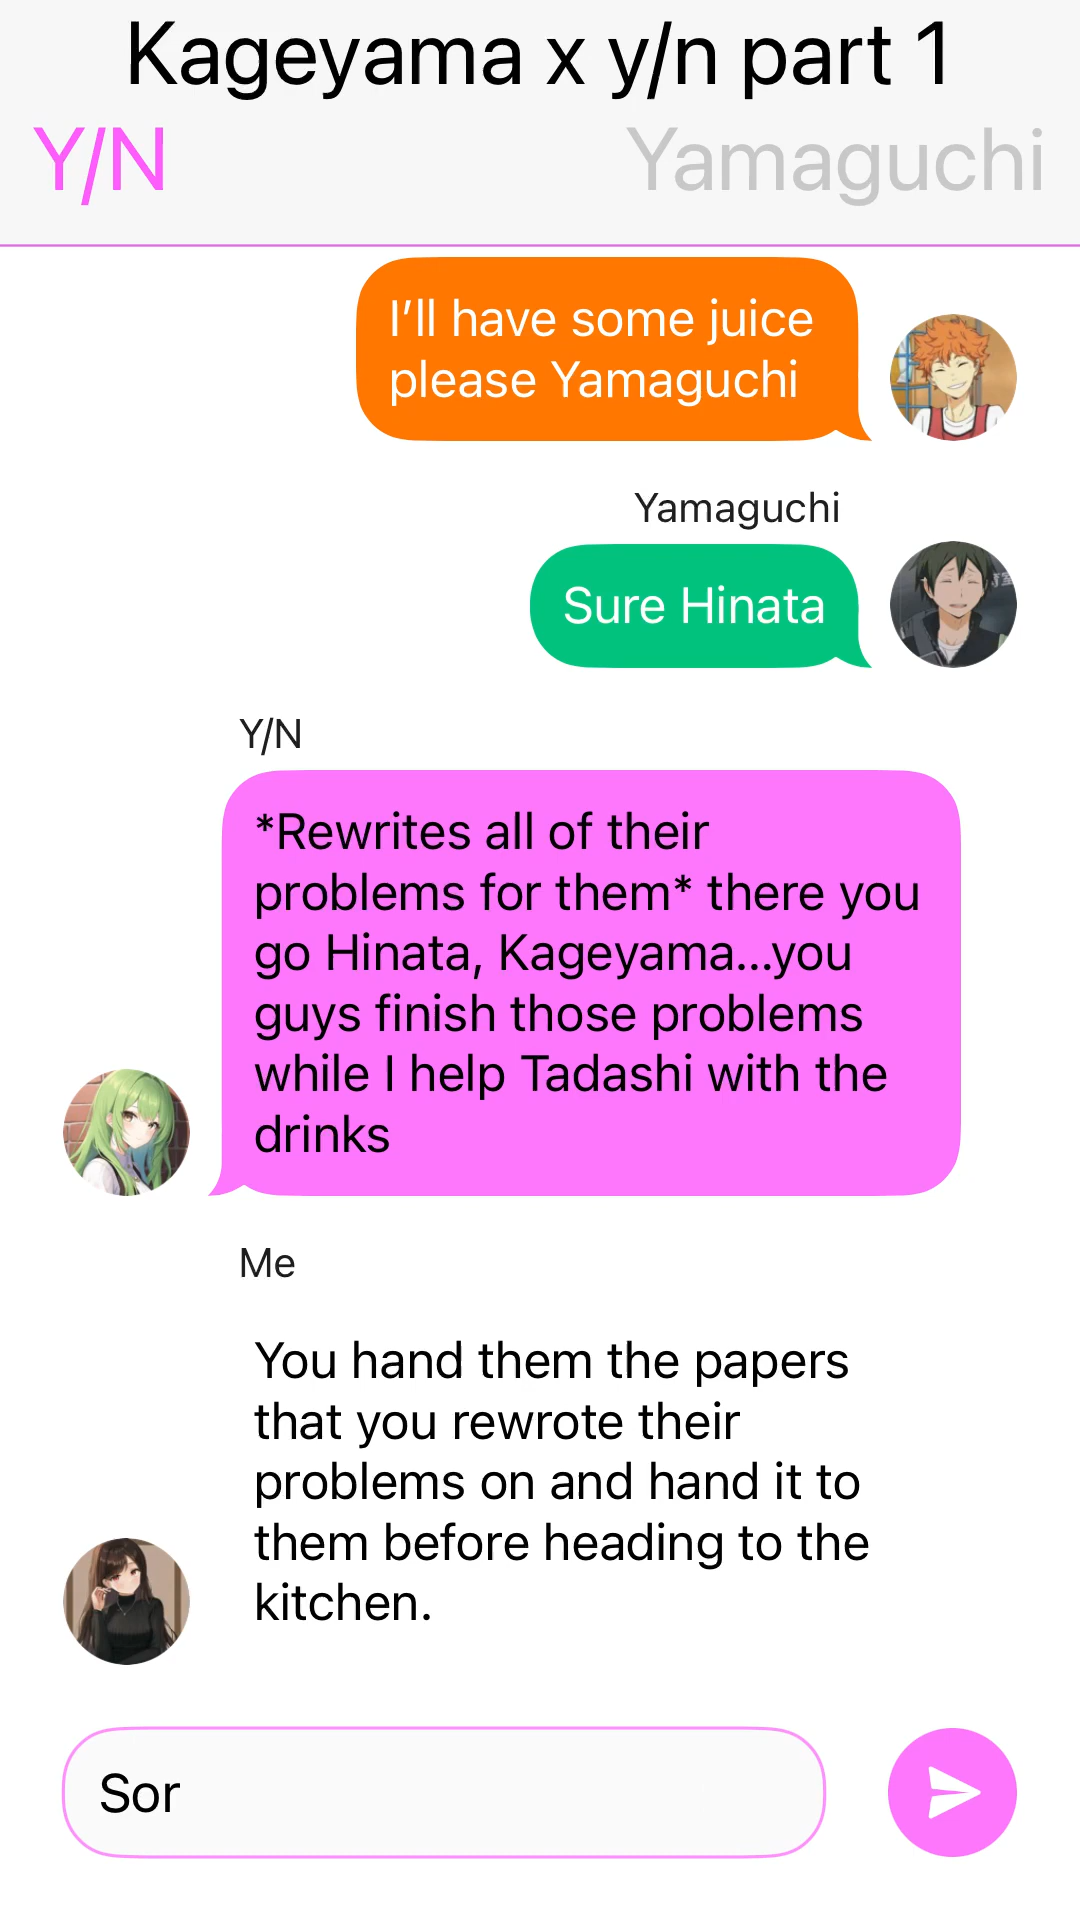 Kageyama x y/n part 1
Y/N
Yamaguchi
I’ll have some juice
please Yamaguchi
Yamaguchi
Sure Hinata
Y/N
*Rewrites all of their
problems for them* there you
go Hinata, Kageyama...you
guys finish those problems
while I help Tadashi with the
drinks
Me
You hand them the papers
that you rewrote their
problems on and hand it to
them before heading to the
kitchen.
Sor